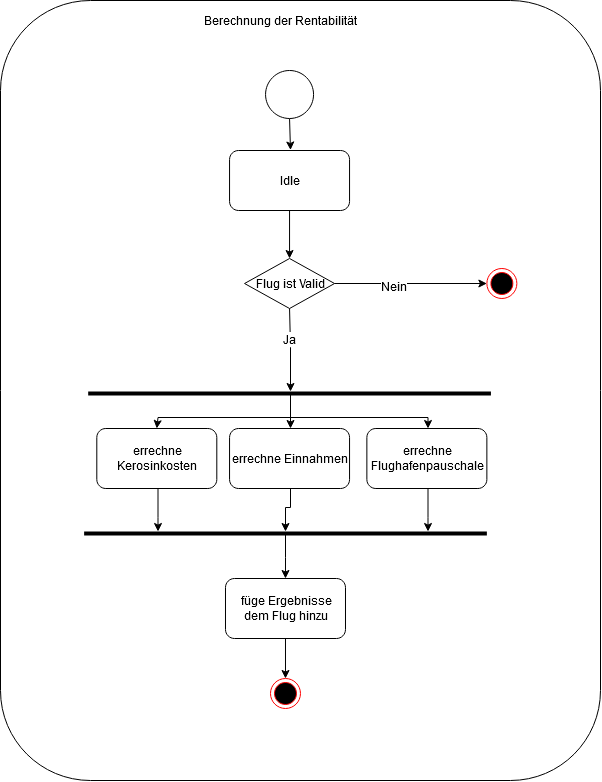 Berechnung der Rentabilität
Idle
Flug ist Valid
Nein
Ja
errechne
Kerosinkosten
errechne Einnahmen
errechne
Flughafenpauschale
füge Ergebnisse
dem Flug hinzu